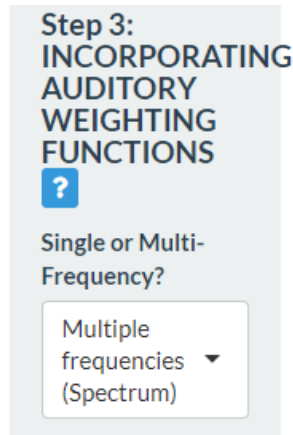 Step 3:
INCORPORATING
AUDITORY
WEIGHTING
FUNCTIONS
?
Single or Multi-
Frequency?
Multiple
frequencies
(Spectrum)